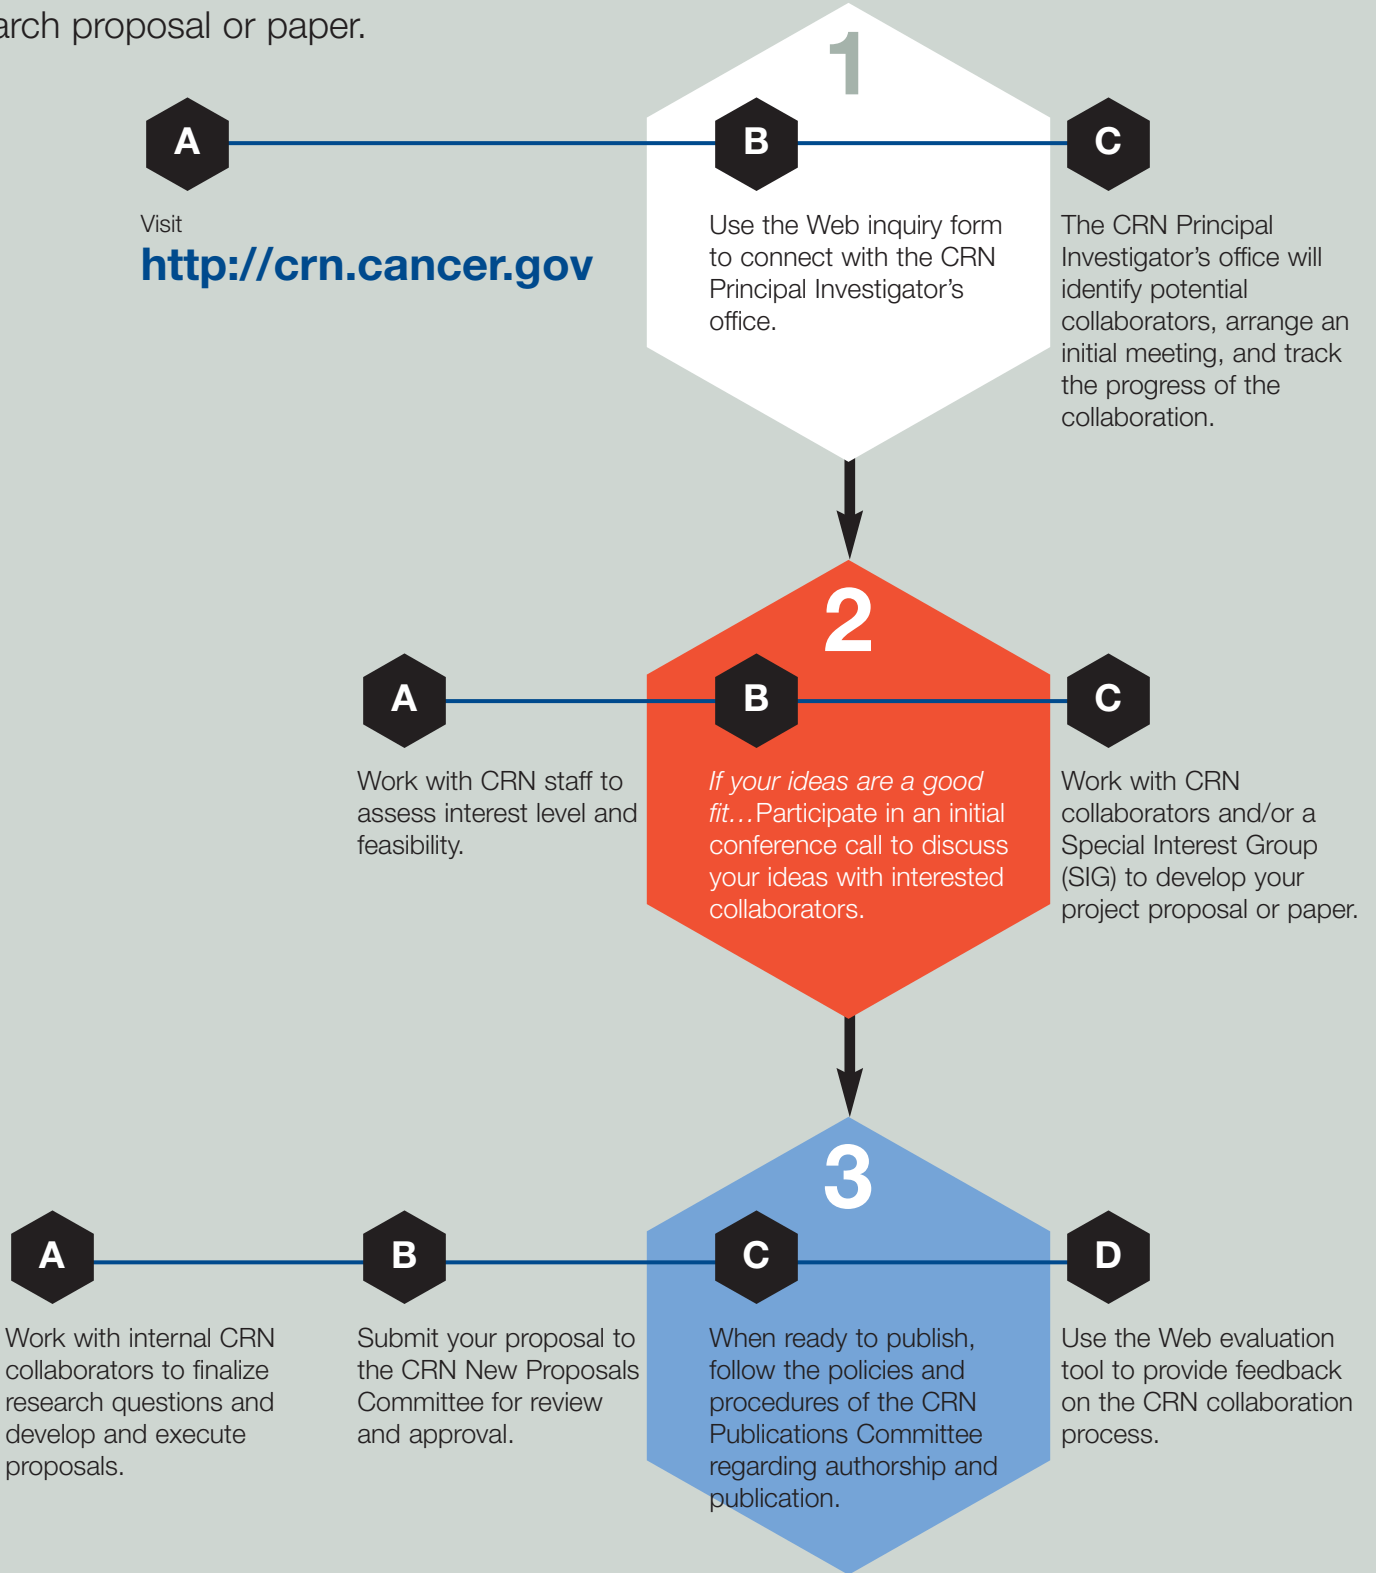 arch proposal or paper.
1
A
B
C
Visit
http://crn.cancer.gov
Use the Web inquiry form
to connect with the CRN
Principal Investigator’s
office.
The CRN Principal
Investigator’s office will
identify potential
collaborators, arrange an
initial meeting, and track
the progress of the
collaboration.
2
A
B
C
Work with CRN staff to
assess interest level and
feasibility.
If your ideas are a good
fit…Participate in an initial
conference call to discuss
your ideas with interested
collaborators.
Work with CRN
collaborators and/or a
Special Interest Group
(SIG) to develop your
project proposal or paper.
3
A
B
C
D
Work with internal CRN
collaborators to finalize
research questions and
develop and execute
proposals.
Submit your proposal to
the CRN New Proposals
Committee for review
and approval.
When ready to publish,
follow the policies and
procedures of the CRN
Publications Committee
regarding authorship and
publication.
Use the Web evaluation
tool to provide feedback
on the CRN collaboration
process.